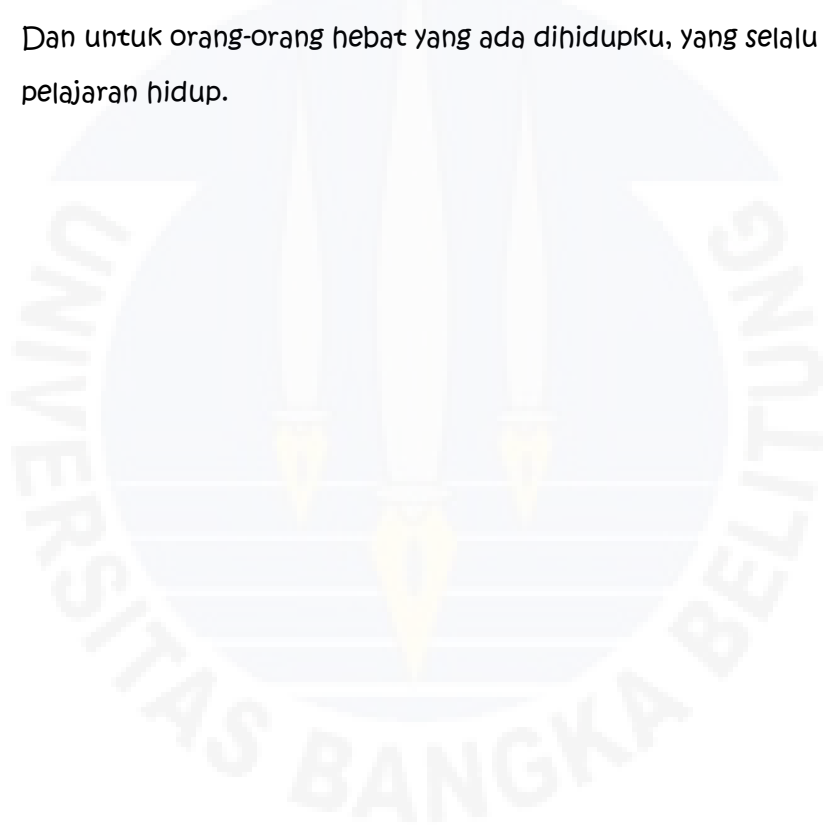 Dan untuk orang-orang hebat yang ada dihidupku, yang selalu
pelajaran hidup.
UNIVERSITAS BANGKA BELITUNG